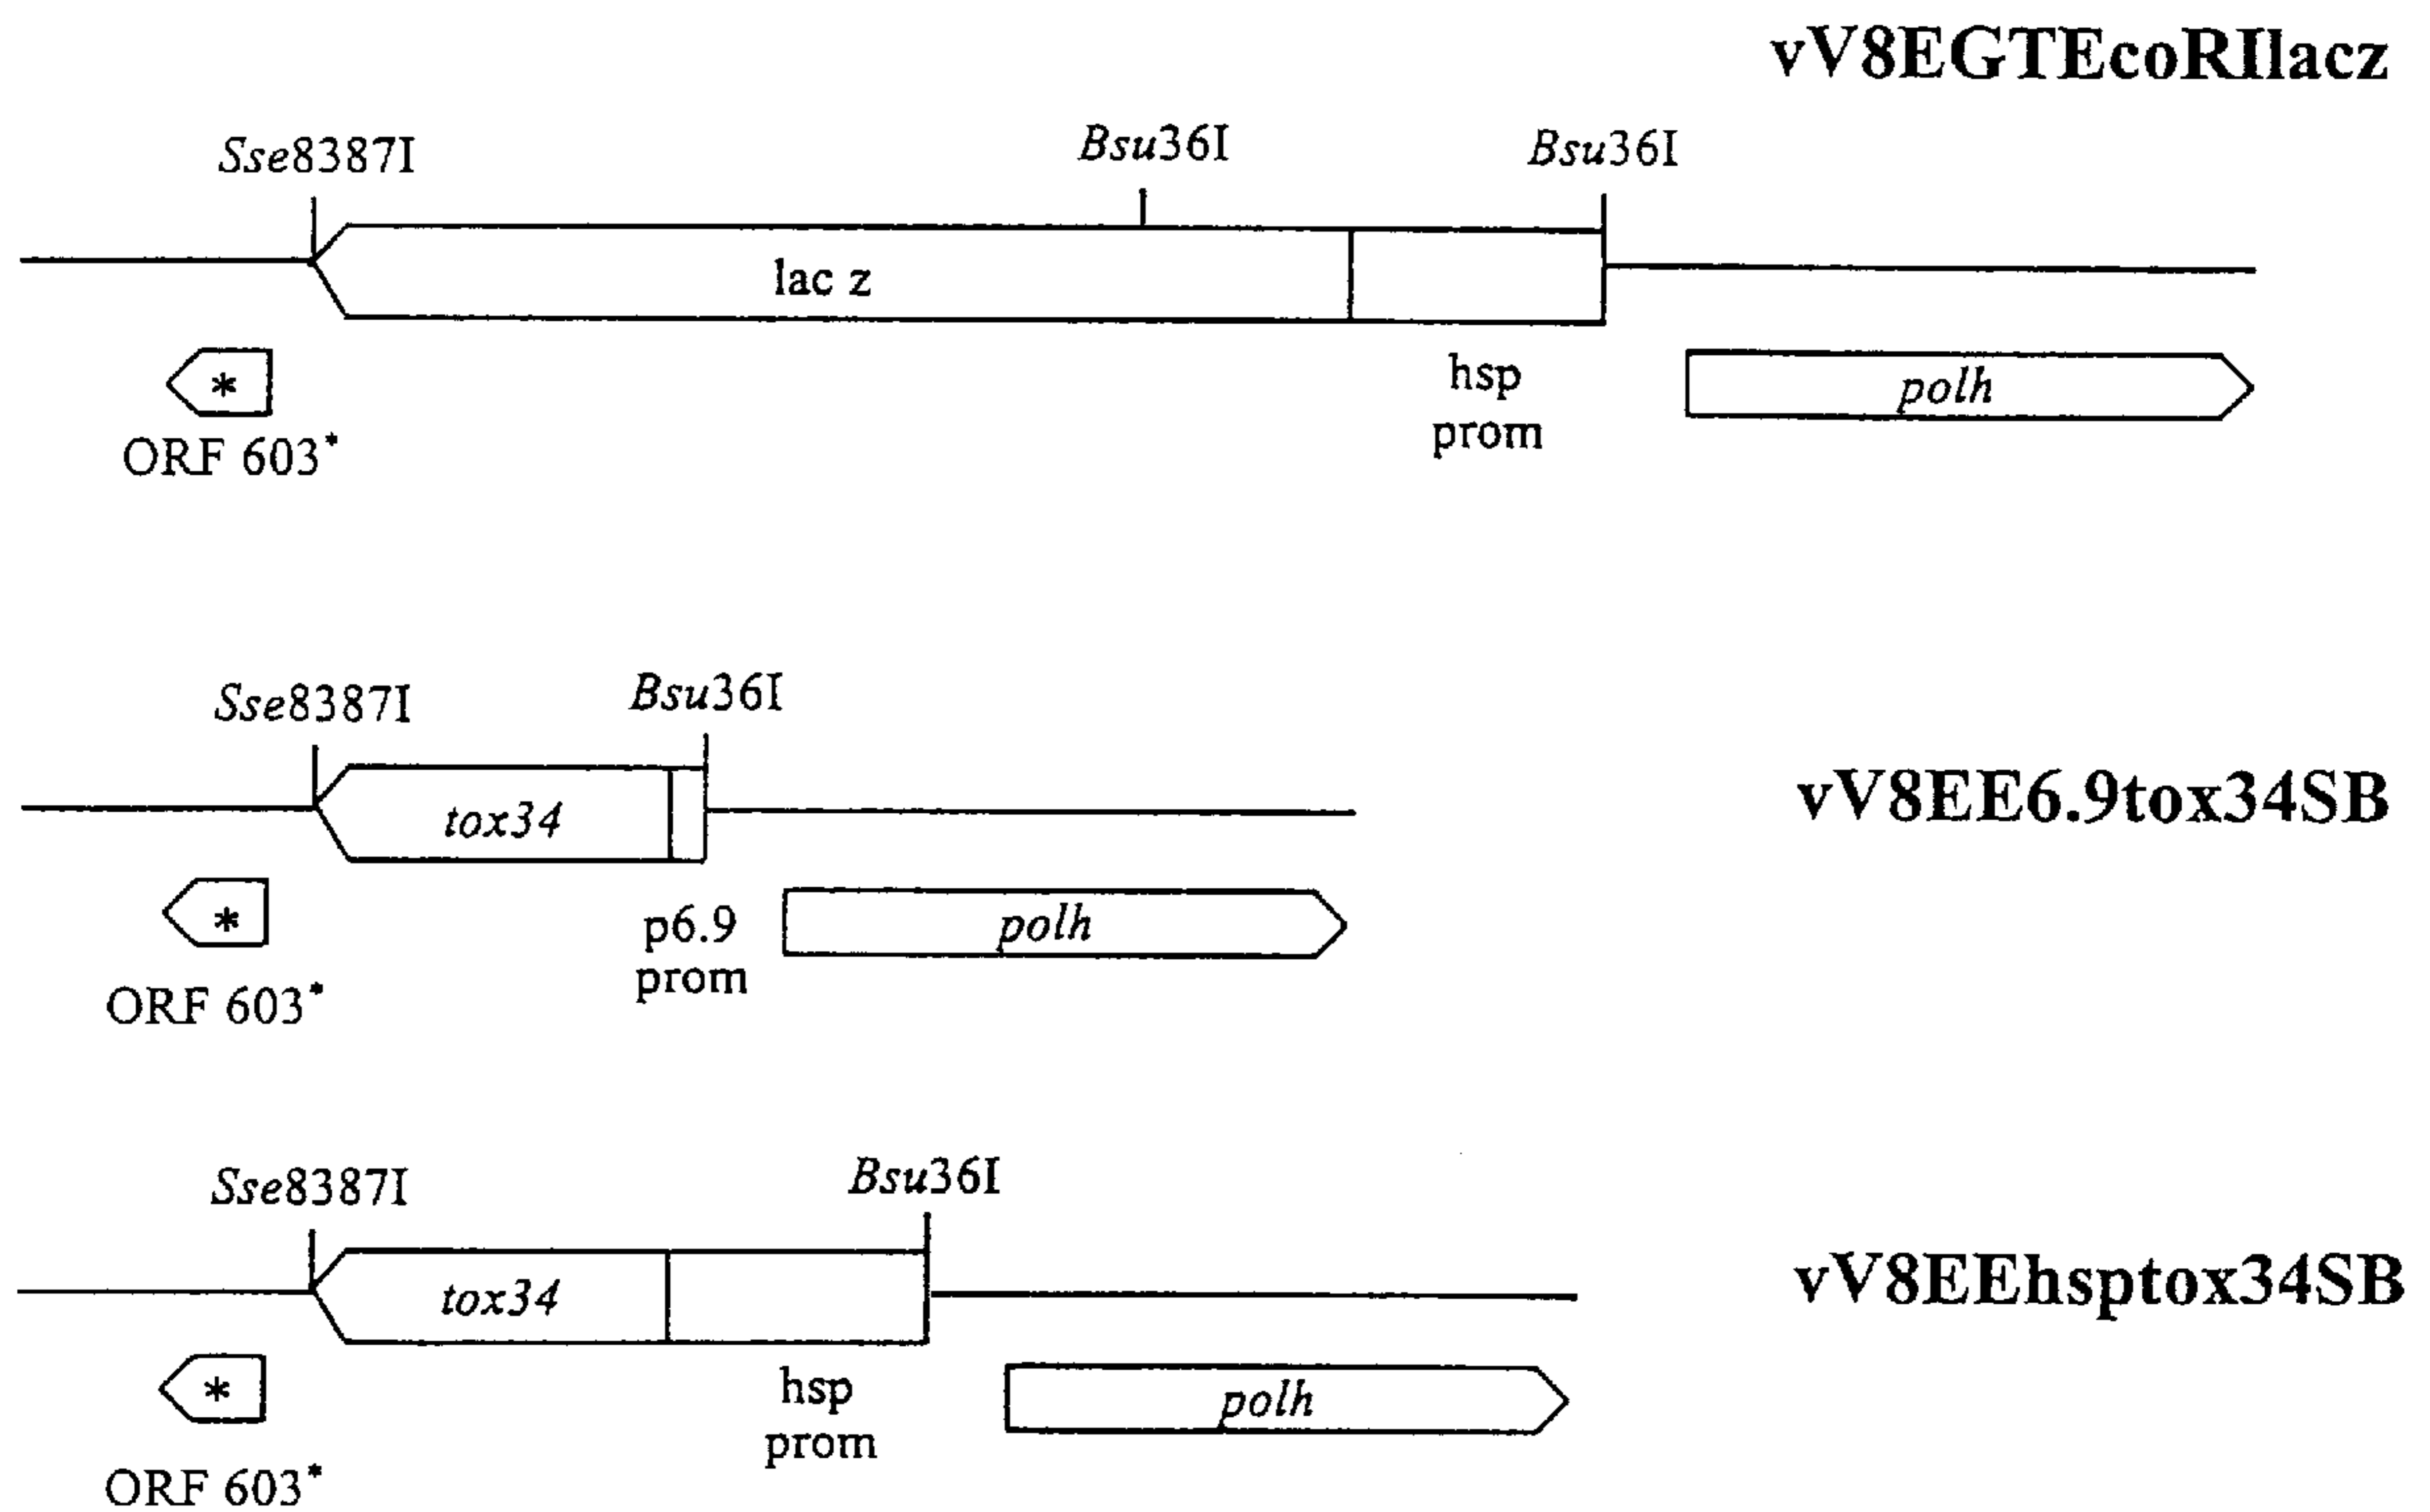 vV8EGTEcoRIlacz
Sse8387I
Bsu36I
Bsu36I
lac z
*
ORF 603*
hsp
prom
polh
Sse8387I
Bsu36I
vV8EE6.9tox34SB
tox34
*
ORF 603*
p6.9
prom
polh
Sse8387I
Bsu36I
vV8EEhsptox34SB
tox34
*
ORF 603*
hsp
prom
polh